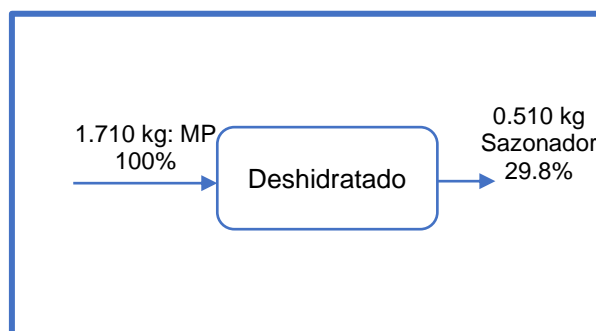 1.710 kg: MP
100%
Deshidratado
0.510 kg
Sazonador
29.8%